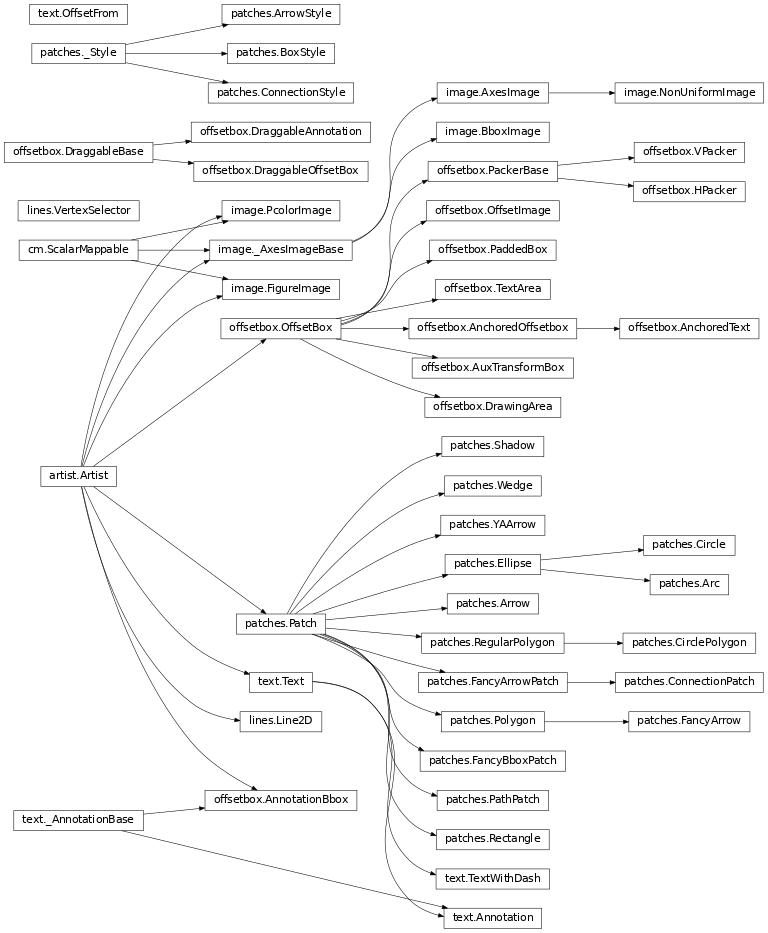 text.OffsetFrom
patches.ArrowStyle
patches._Style
patches.BoxStyle
patches.ConnectionStyle
image.AxesImage
image.NonUniformImage
offsetbox.DraggableAnnotation
image.BboxImage
offsetbox.DraggableBase
offsetbox.VPacker
offsetbox.DraggableOffsetBox
offsetbox.PackerBase
offsetbox.HPacker
lines.VertexSelector
image.PcolorImage
offsetbox.OffsetImage
cm.ScalarMappable
image._AxesImageBase
offsetbox.PaddedBox
image.FigureImage
offsetbox.TextArea
offsetbox.OffsetBox
offsetbox.AnchoredOffsetbox
offsetbox.AnchoredText
offsetbox.AuxTransformBox
offsetbox.DrawingArea
patches.Shadow
artist.Artist
patches.Wedge
patches.YAArrow
patches.Circle
patches.Ellipse
patches.Arc
patches.Arrow
patches.Patch
patches.RegularPolygon
patches.CirclePolygon
text.Text
patches.FancyArrowPatch
patches.ConnectionPatch
lines.Line2D
patches.Polygon
patches.FancyArrow
patches.FancyBboxPatch
offsetbox.AnnotationBbox
patches.PathPatch
text._AnnotationBase
patches.Rectangle
text.TextWithDash
text.Annotation